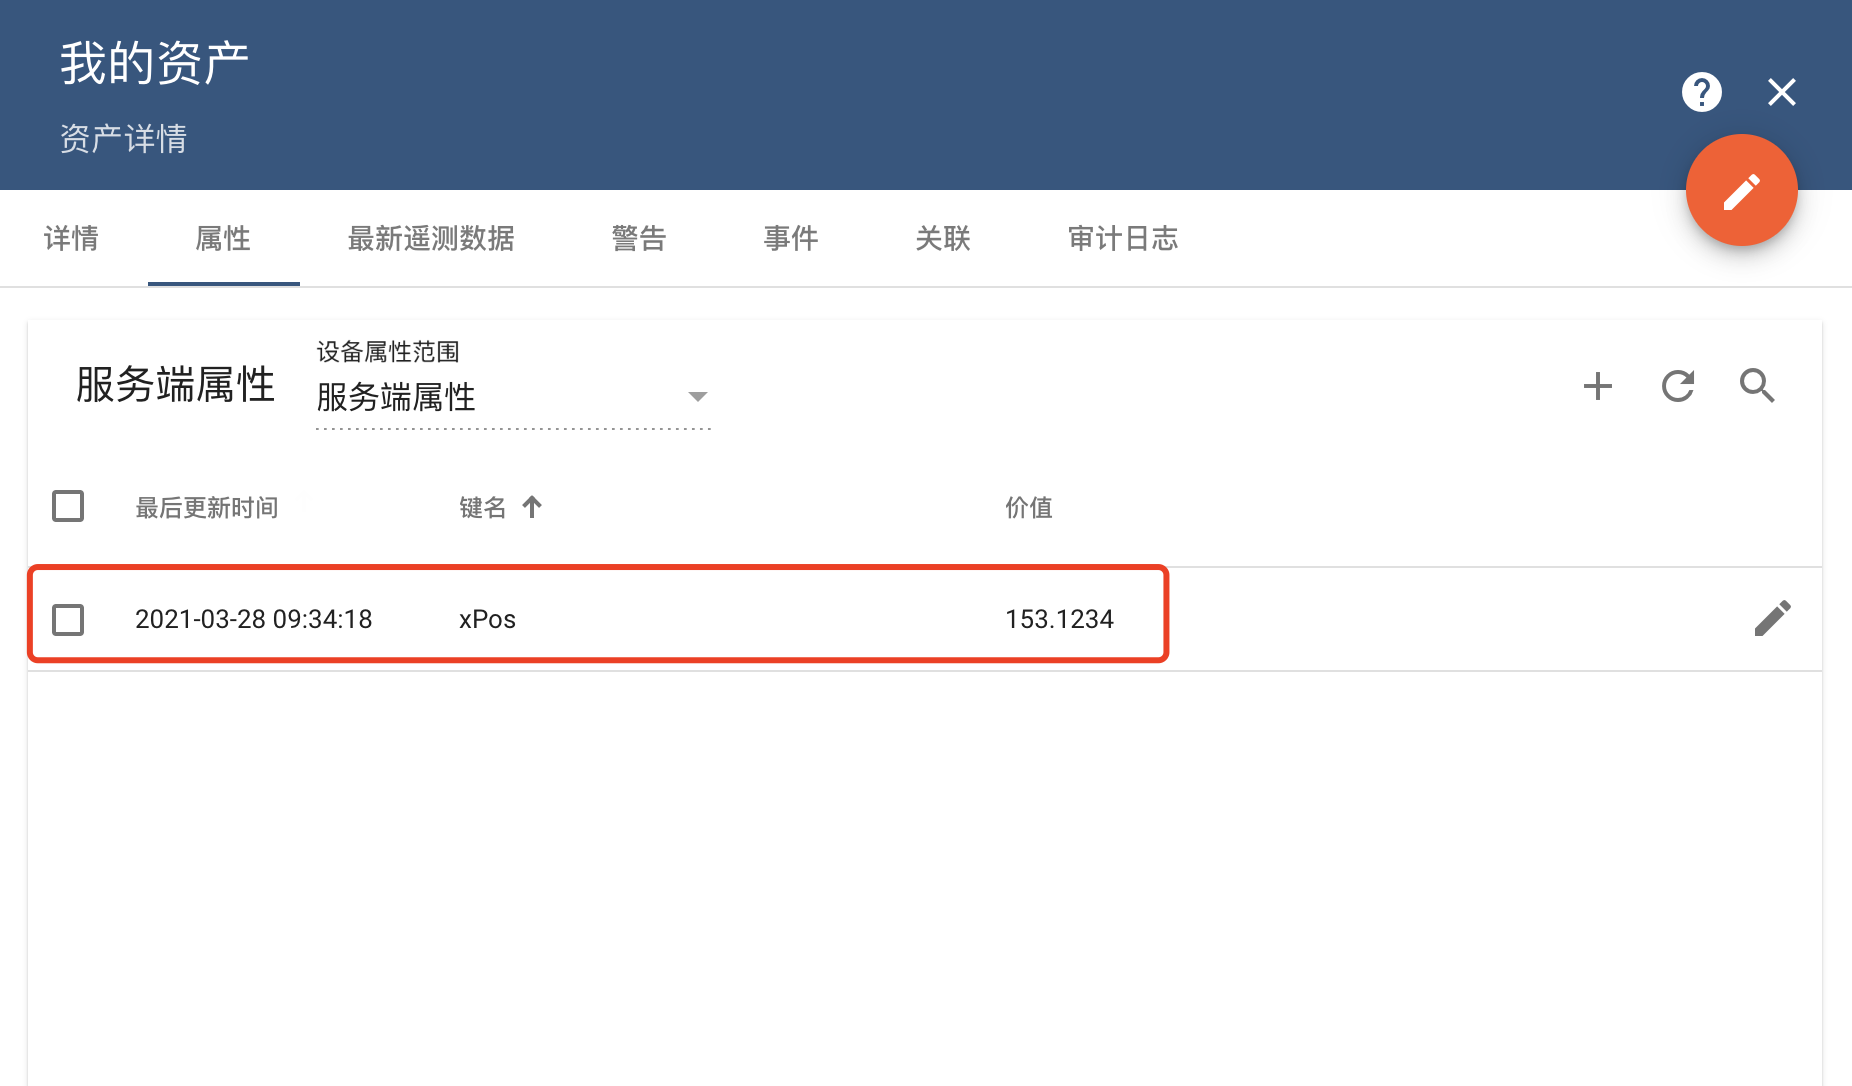 我的资产
资产详情
详情 属性 最新遥测数据 警告 事件 关联 审计日志
服务端属性
设备属性范围
服务端属性
最后更新时间 键名 价值
2021-03-28 09:34:18 xPos 153.1234